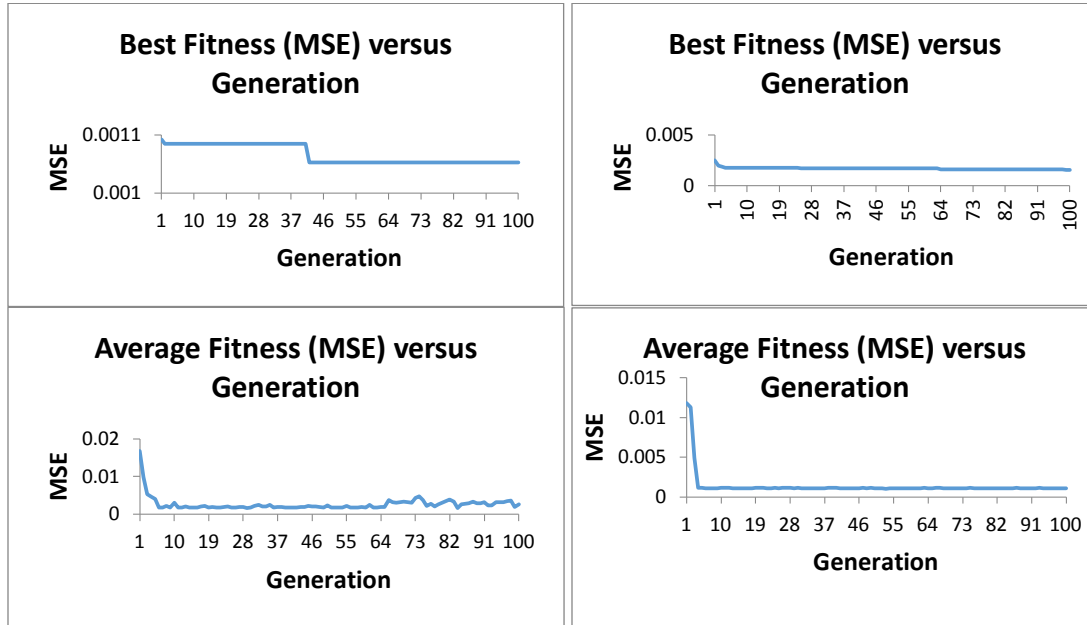 Best Fitness (MSE) versus
Generation
MSE
0.0011
0.001
1 10 19 28 37 46 55 64 73 82 91 100
Generation
Best Fitness (MSE) versus
Generation
MSE
0.005
0
1 10 19 28 37 46 55 64 73 82 91 100
Generation
Average Fitness (MSE) versus
Generation
MSE
0.02
0.01
0
1 10 19 28 37 46 55 64 73 82 91 100
Generation
Average Fitness (MSE) versus
Generation
MSE
0.015
0.01
0.005
0
1 10 19 28 37 46 55 64 73 82 91 100
Generation